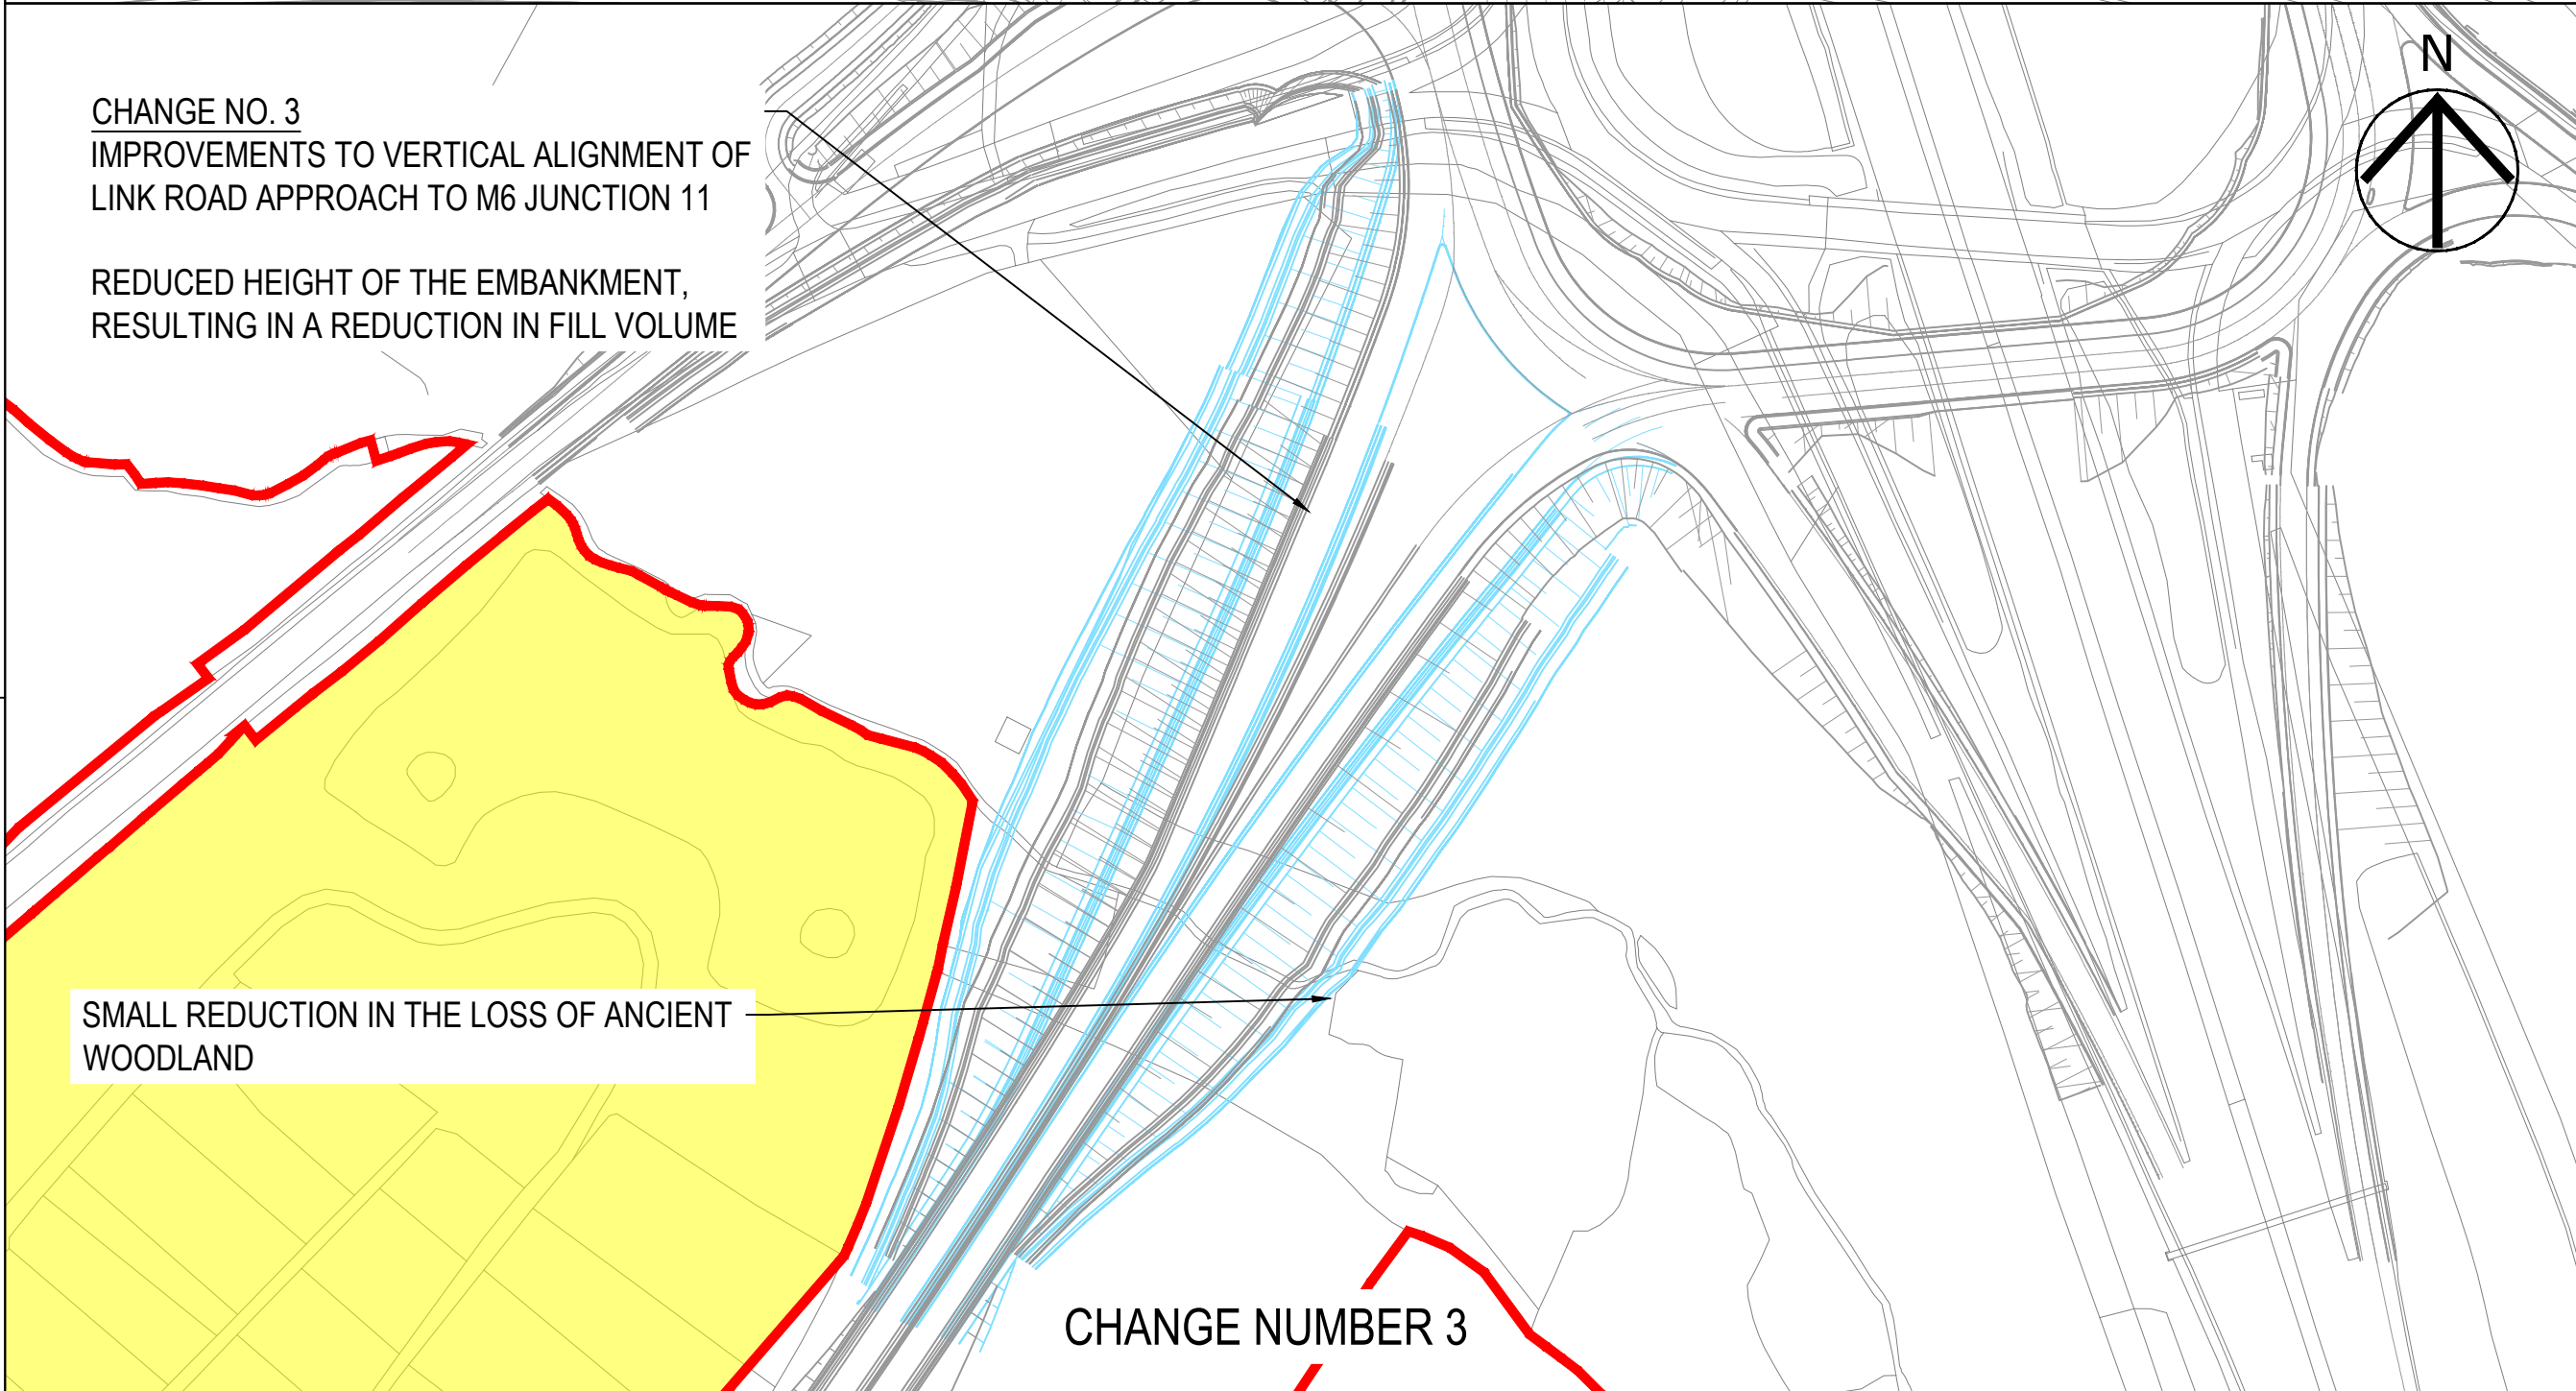 CHANGE NO. 3
IMPROVEMENTS TO VERTICAL ALIGNMENT OF
LINK ROAD APPROACH TO M6 JUNCTION 11
REDUCED HEIGHT OF THE EMBANKMENT,
RESULTING IN A REDUCTION IN FILL VOLUME
N
SMALL REDUCTION IN THE LOSS OF ANCIENT
WOODLAND
CHANGE NUMBER 3